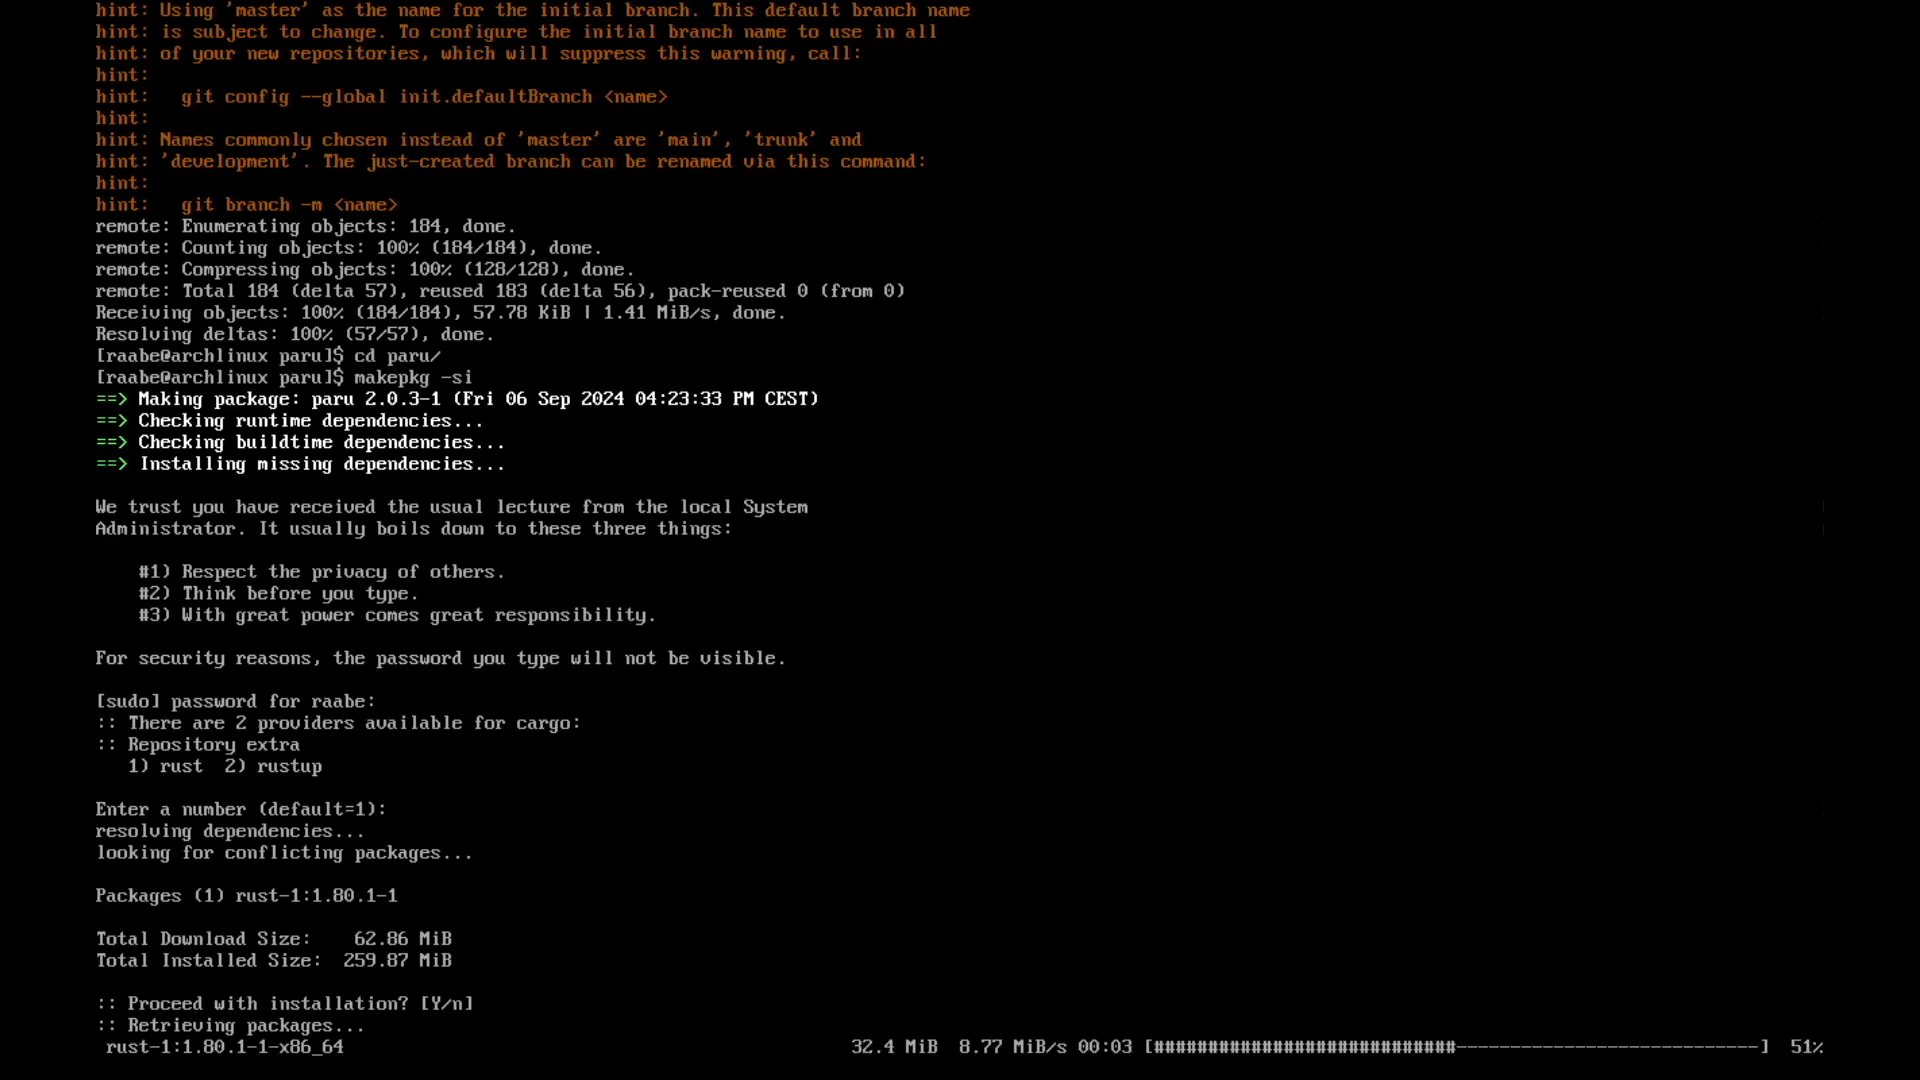 hint: Using 'master' as the name for the initial branch. This default branch name
hint: is subject to change. To configure the initial branch name to use in all
hint: of your new repositories, which will suppress this warning, call:
hint:
hint:   git config --global init.defaultBranch <name>
hint:
hint: Names commonly chosen instead of 'master' are 'main', 'trunk' and
hint: 'development'. The just-created branch can be renamed via this command:
hint:
hint:   git branch -m <name>
remote: Enumerating objects: 184, done.
remote: Counting objects: 100% (184/184), done.
remote: Compressing objects: 100% (128/128), done.
remote: Total 184 (delta 57), reused 183 (delta 56), pack-reused 0 (from 0)
Receiving objects: 100% (184/184), 57.78 KiB | 1.41 MiB/s, done.
Resolving deltas: 100% (57/57), done.
[raabe@archlinux paru]$ cd paru/
[raabe@archlinux paru]$ makepkg -si
==> Making package: paru 2.0.3-1 (Fri 06 Sep 2024 04:23:33 PM CEST)
==> Checking runtime dependencies...
==> Checking buildtime dependencies...
==> Installing missing dependencies...
We trust you have received the usual lecture from the local System
Administrator. It usually boils down to these three things:
#1) Respect the privacy of others.
#2) Think before you type.
#3) With great power comes great responsibility.
For security reasons, the password you type will not be visible.
[sudo] password for raabe:
:: There are 2 providers available for cargo:
:: Repository extra
1) rust  2) rustup
Enter a number (default=1):
resolving dependencies...
looking for conflicting packages...
Packages (1) rust-1:1.80.1-1
Total Download Size:    62.86 MiB
Total Installed Size:  259.87 MiB
:: Proceed with installation? [Y/n]
:: Retrieving packages...
rust-1:1.80.1-1-x86_64 32.4 MiB  8.77 MiB/s 00:03 [############################----------------------------] 51%